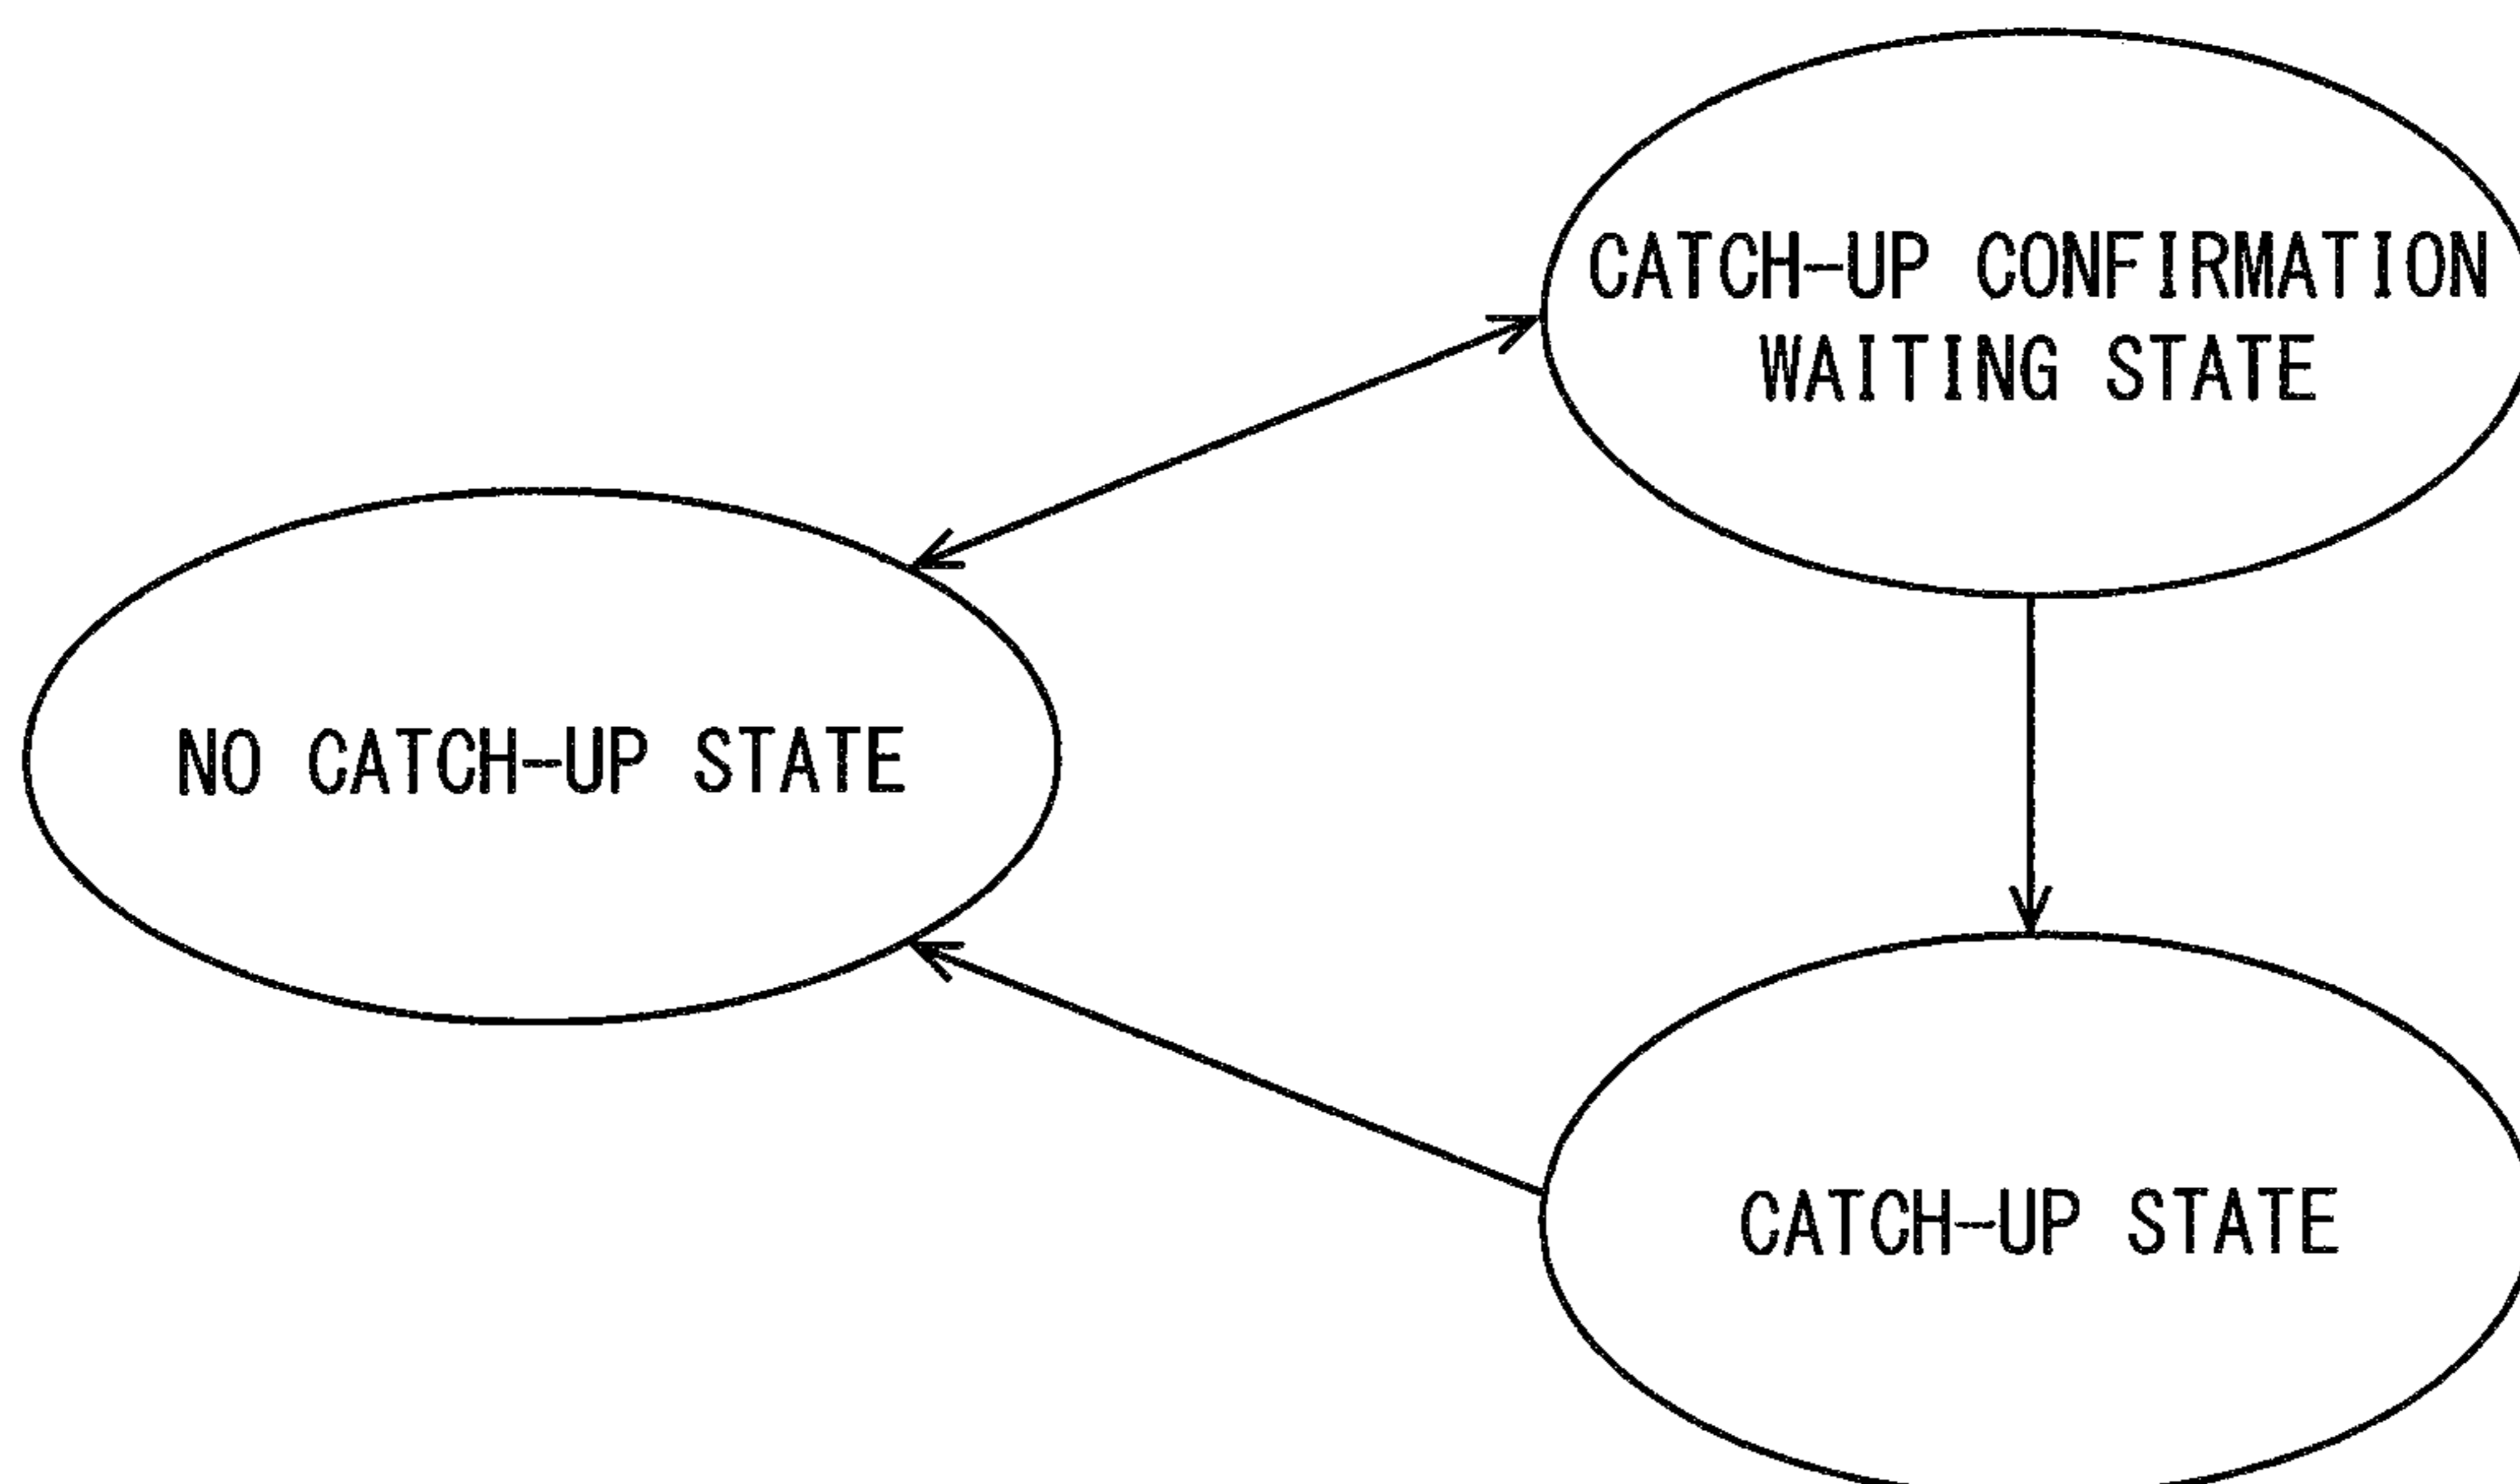 CATCH-UP CONFIRMATION
WAITING STATE
NO CATCH-UP STATE
CATCH-UP STATE